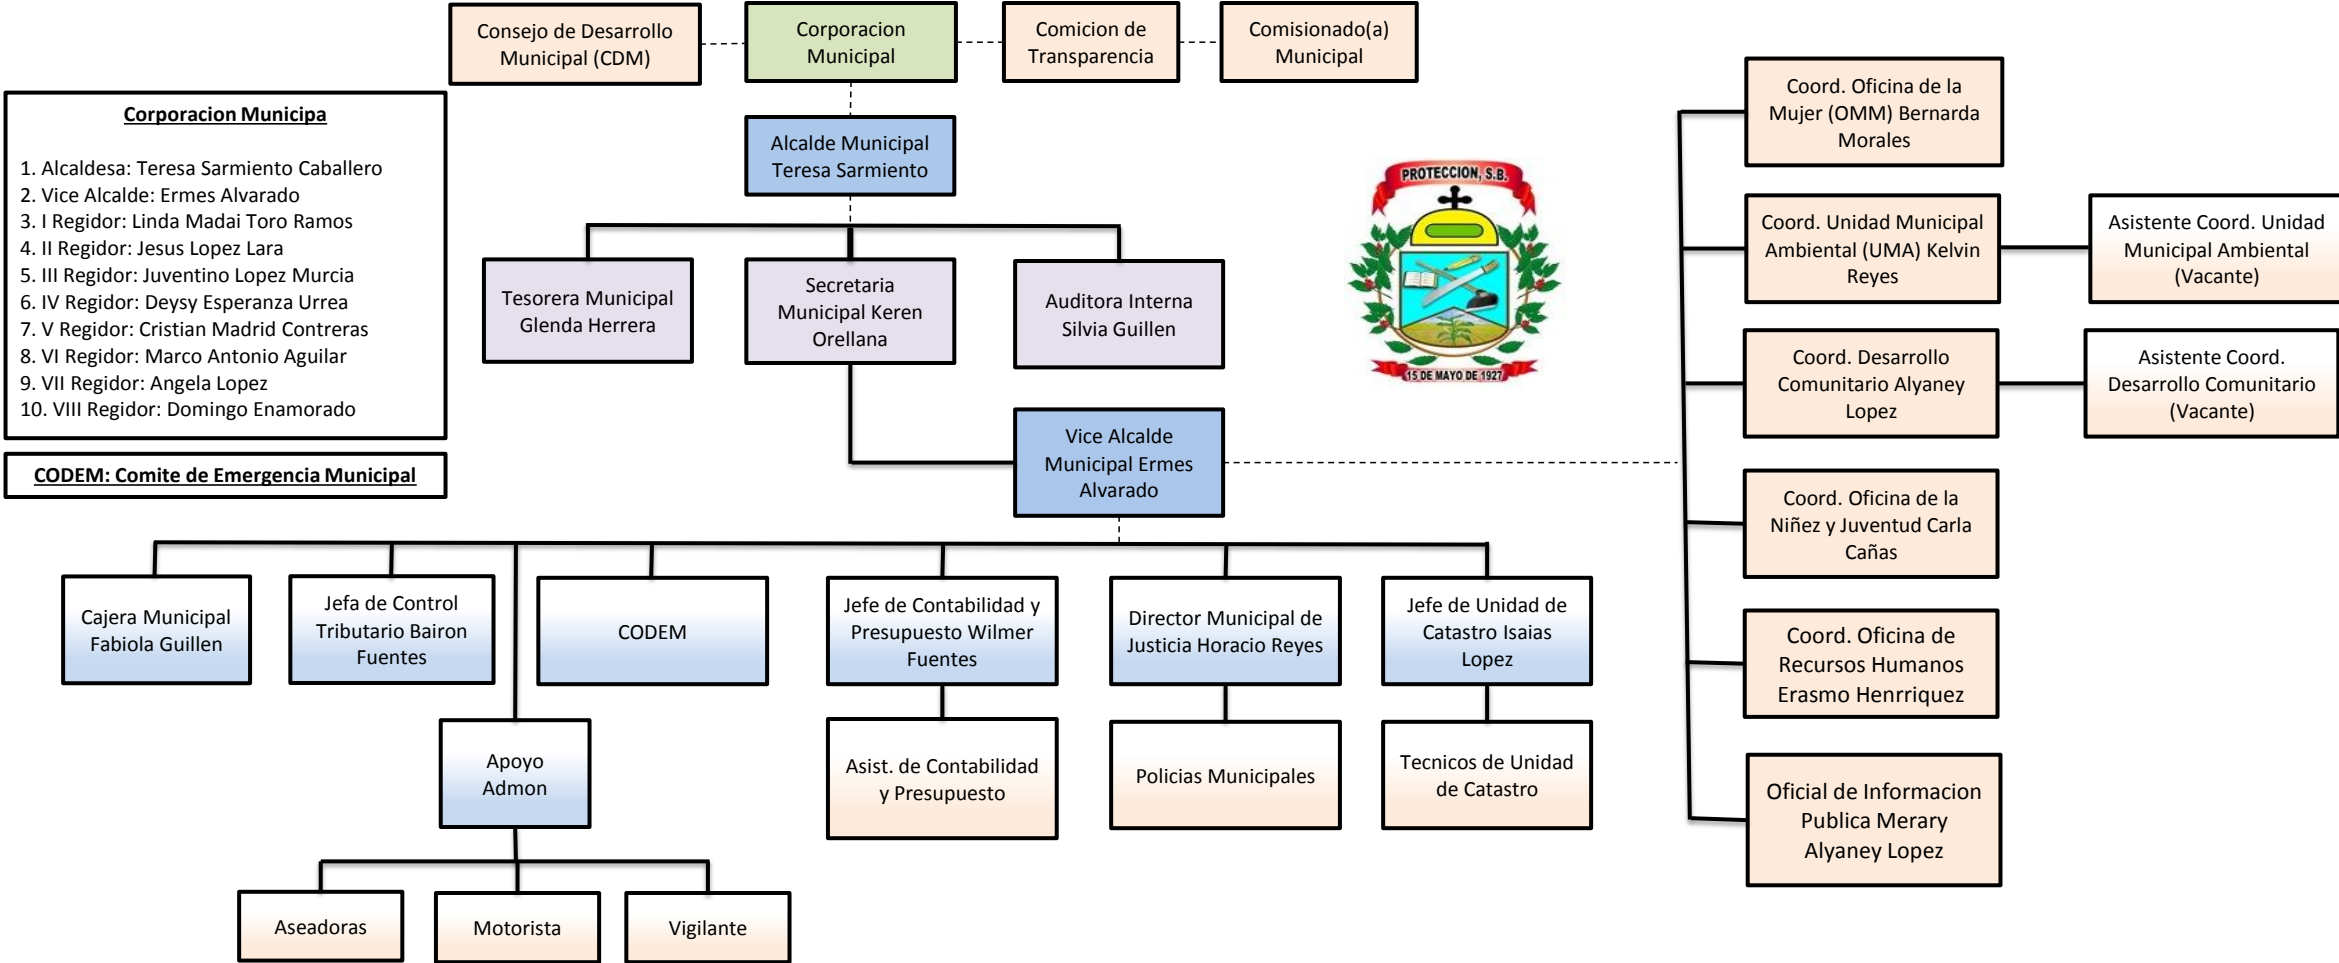 Consejo de Desarrollo
Municipal (CDM)
Corporacion
Municipal
Comicion de
Transparencia
Comisionado(a)
Municipal
Corporacion Municipa
1. Alcaldesa: Teresa Sarmiento Caballero
2. Vice Alcalde: Ermes Alvarado
3. I Regidor: Linda Madai Toro Ramos
4. II Regidor: Jesus Lopez Lara
5. III Regidor: Juventino Lopez Murcia
6. IV Regidor: Deysy Esperanza Urrea
7. V Regidor: Cristian Madrid Contreras
8. VI Regidor: Marco Antonio Aguilar
9. VII Regidor: Angela Lopez
10. VIII Regidor: Domingo Enamorado
CODEM: Comite de Emergencia Municipal
Alcalde Municipal
Teresa Sarmiento
Tesorera Municipal
Glenda Herrera
Secretaria
Municipal Keren
Orellana
Auditora Interna
Silvia Guillen
PROTECCION, S.B.
15 DE MAYO DE 1927
Vice Alcalde
Municipal Ermes
Alvarado
Coord. Oficina de la
Mujer (OMM) Bernarda
Morales
Coord. Unidad Municipal
Ambiental (UMA) Kelvin
Reyes
Asistente Coord. Unidad
Municipal Ambiental
(Vacante)
Coord. Desarrollo
Comunitario Alyaney
Lopez
Asistente Coord.
Desarrollo Comunitario
(Vacante)
Coord. Oficina de la
Niñez y Juventud Carla
Cañas
Coord. Oficina de
Recursos Humanos
Erasmo Henrriquez
Oficial de Informacion
Publica Merary
Alyaney Lopez
Cajera Municipal
Fabiola Guillen
Jefa de Control
Tributario Bairon
Fuentes
CODEM
Jefe de Contabilidad y
Presupuesto Wilmer
Fuentes
Director Municipal de
Justicia Horacio Reyes
Jefe de Unidad de
Catastro Isaias
Lopez
Apoyo
Admon
Asist. de Contabilidad
y Presupuesto
Policias Municipales
Tecnicos de Unidad
de Catastro
Aseadoras
Motorista
Vigilante